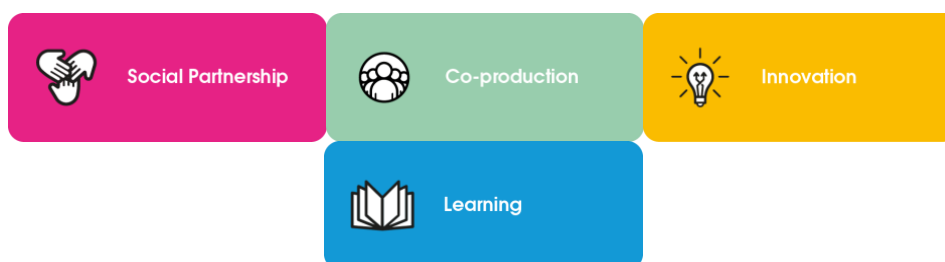 Social Partnership
Co-production
Innovation
Learning